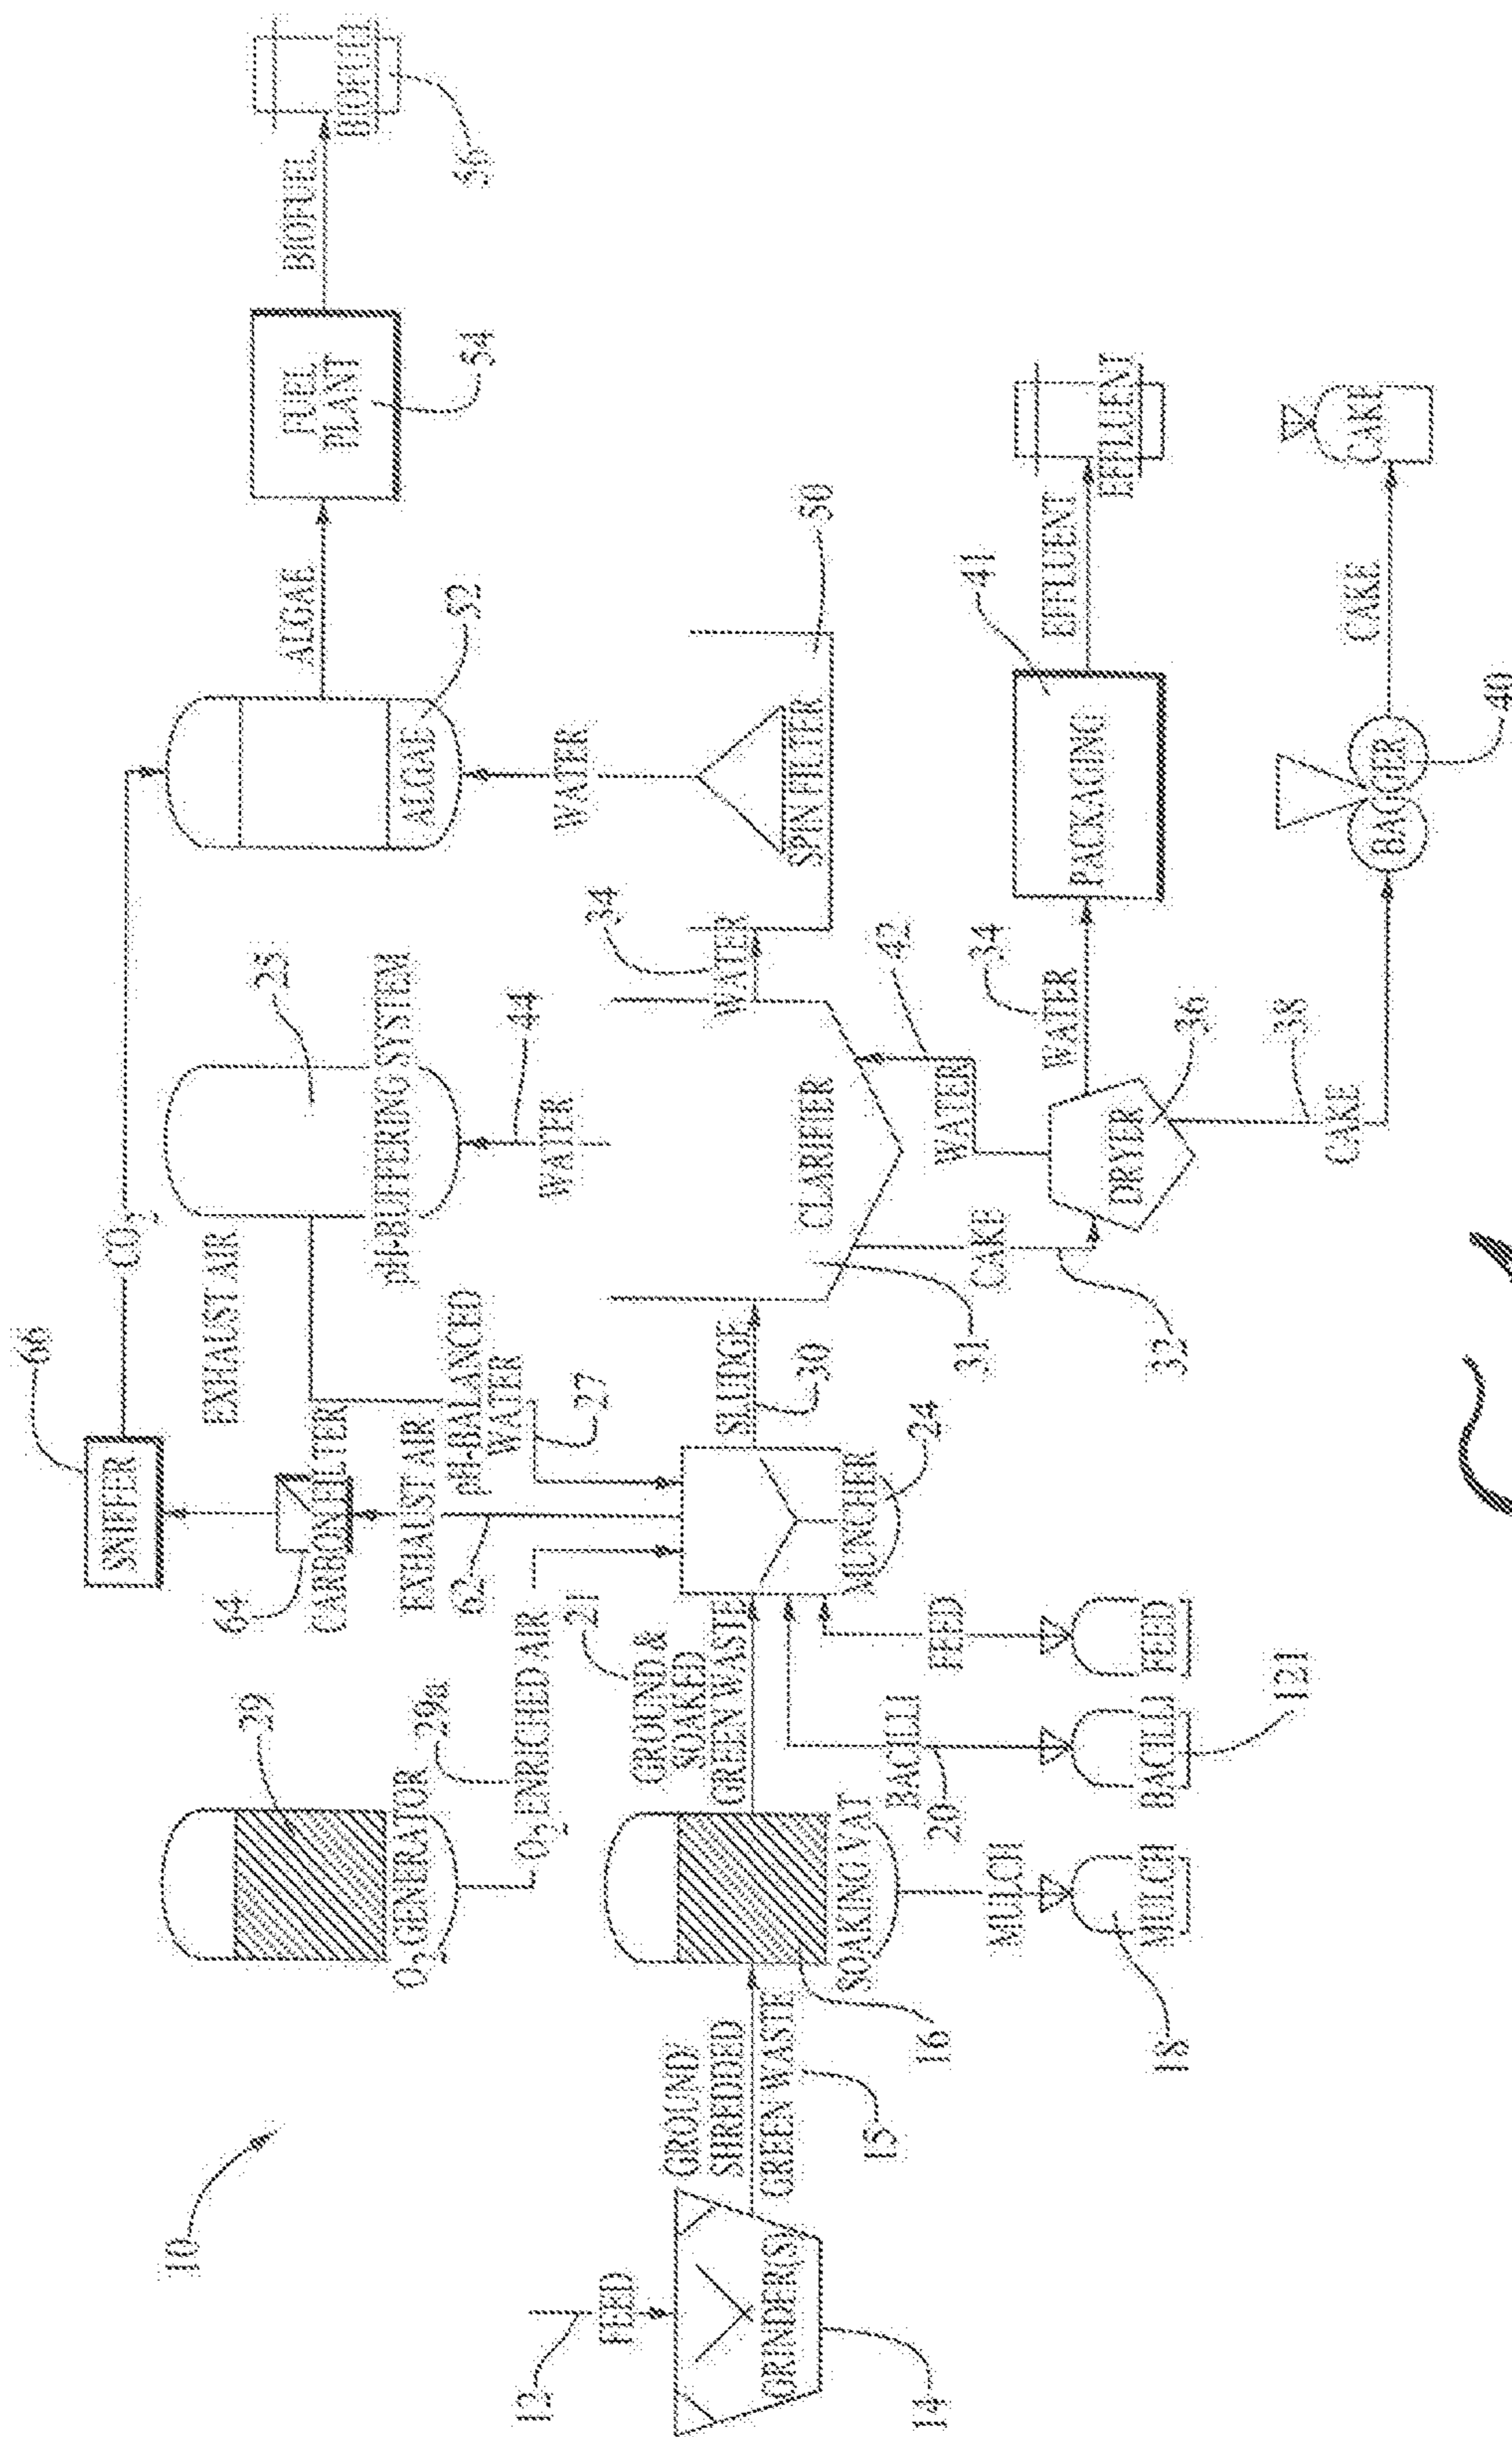 10
12
FEED
GRINDER(S)
14
GROUND/
SHREDDED
GREEN WASTE
15
SOAKING VAT
16
MULCH
MULCH
18
O2 GENERATOR
29
29a
O2 ENRICHED AIR
21
GROUND &
SOAKED
GREEN WASTE
BACILLI
20
BACILLI
121
FEED
FEED
MUNCHER
24
SNIFFER
66
64
CARBON FILTER
EXHALST AIR
62
EXHALST AIR
CO2
pH-BALANCED
WATER
27
pH-BUFFERING SYSTEM
25
WATER
44
SLUDGE
30
CLARIFIER
31
CAKE
32
WATER
42
DRYER
36
WATER
34
SPIN FILTER
50
WATER
ALGAE
52
ALGAE
FUEL
PLANT
54
BIOFUEL
BIOFUEL
56
WATER
34
PACKAGING
41
EFFLUENT
EFFLUENT
CAKE
38
BAGGER
40
CAKE
CAKE